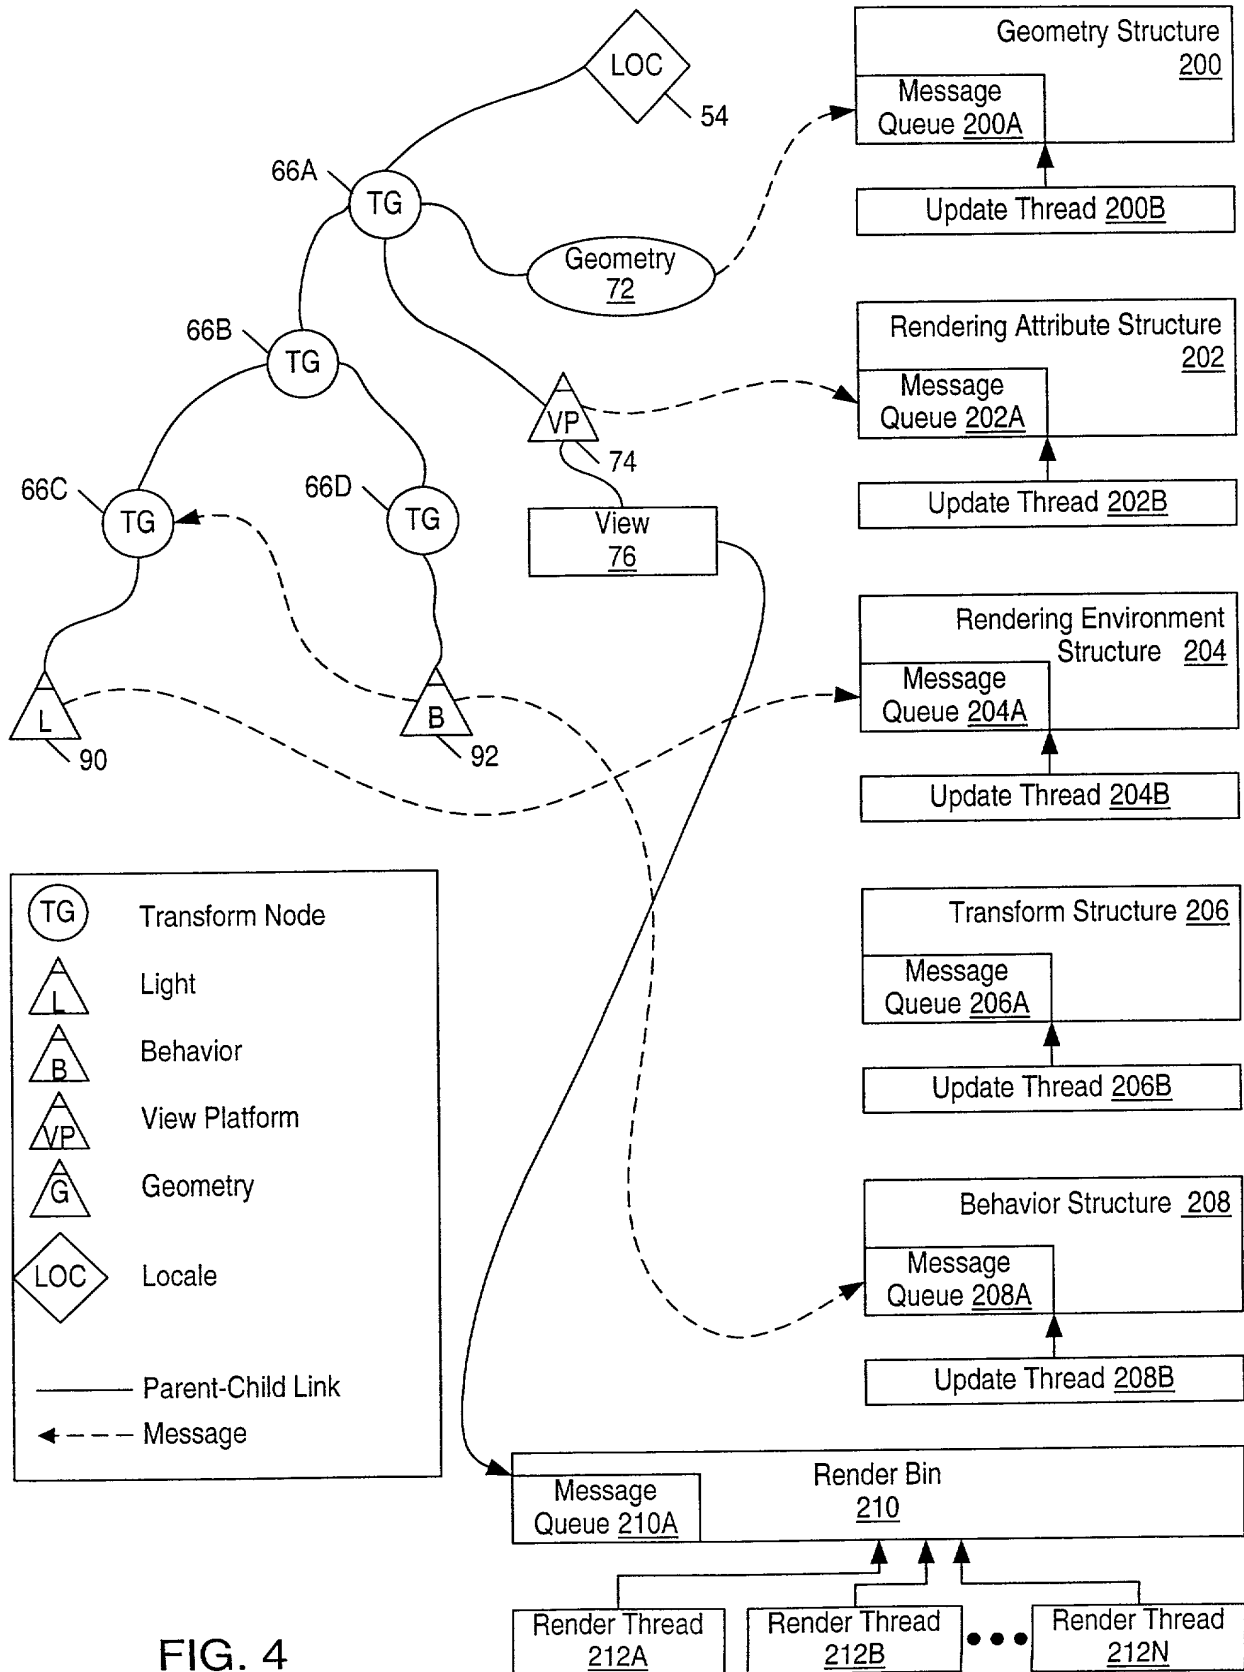 LOC
54
Geometry Structure
200
Message
Queue 200A
Update Thread 200B
66A
TG
Geometry
72
66B
TG
VP
74
Rendering Attribute Structure
202
Message
Queue 202A
Update Thread 202B
66C
TG
66D
TG
View
76
Rendering Environment
Structure 204
Message
Queue 204A
Update Thread 204B
L
90
B
92
TG
Transform Node
L
Light
B
Behavior
VP
View Platform
G
Geometry
LOC
Locale
Parent-Child Link
Message
Transform Structure 206
Message
Queue 206A
Update Thread 206B
Behavior Structure 208
Message
Queue 208A
Update Thread 208B
Render Bin
210
Message
Queue 210A
Render Thread
212A
Render Thread
212B
Render Thread
212N
FIG. 4